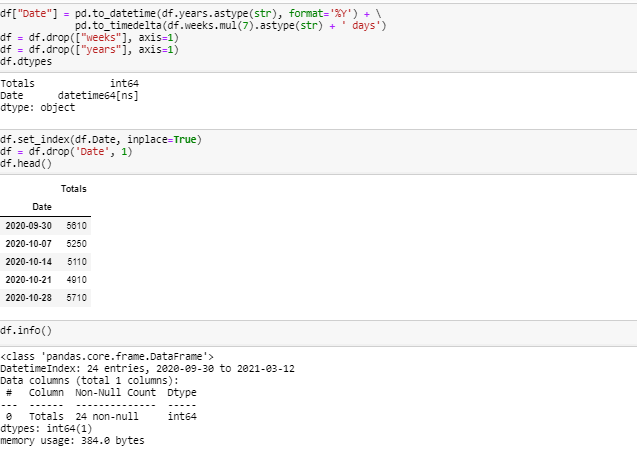 df["Date"] = pd.to_datetime(df.years.astype(str), format='%Y') + \
pd.to_timedelta(df.weeks.mul(7).astype(str) + ' days')
df = df.drop(["weeks"], axis=1)
df = df.drop(["years"], axis=1)
df.dtypes
Totals int64
Date datetime64[ns]
dtype: object
df.set_index(df.Date, inplace=True)
df = df.drop('Date', 1)
df.head()
Totals
Date
2020-09-30 5610
2020-10-07 5250
2020-10-14 5110
2020-10-21 4910
2020-10-28 5710
df.info()
<class 'pandas.core.frame.DataFrame'>
DatetimeIndex: 24 entries, 2020-09-30 to 2021-03-12
Data columns (total 1 columns):
# Column Non-Null Count Dtype
--- ------ -------------- -----
0 Totals 24 non-null int64
dtypes: int64(1)
memory usage: 384.0 bytes